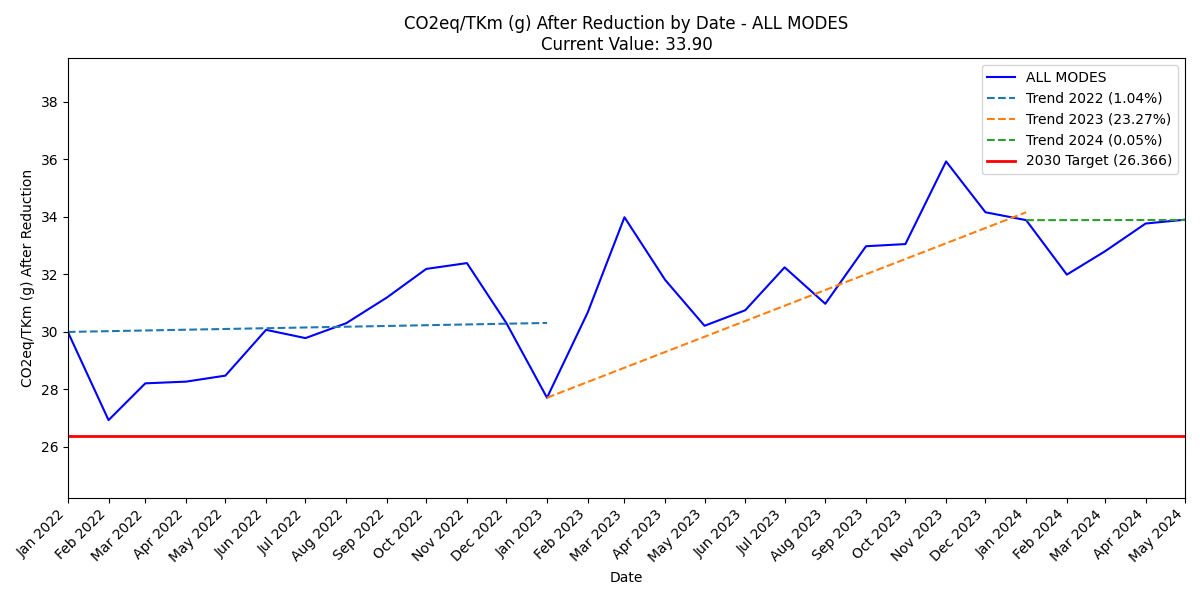 CO2eq/TKm (g) After Reduction by Date - ALL MODES
Current Value: 33.90
ALL MODES
Trend 2022 (1.04%)
Trend 2023 (23.27%)
Trend 2024 (0.05%)
2030 Target (26.366)
CO2eq/TKm (g) After Reduction
38
36
34
32
30
28
26
Jan 2022
Feb 2022
Mar 2022
Apr 2022
May 2022
Jun 2022
Jul 2022
Aug 2022
Sep 2022
Oct 2022
Nov 2022
Dec 2022
Jan 2023
Feb 2023
Mar 2023
Apr 2023
May 2023
Jun 2023
Jul 2023
Aug 2023
Sep 2023
Oct 2023
Nov 2023
Dec 2023
Jan 2024
Feb 2024
Mar 2024
Apr 2024
May 2024
Date